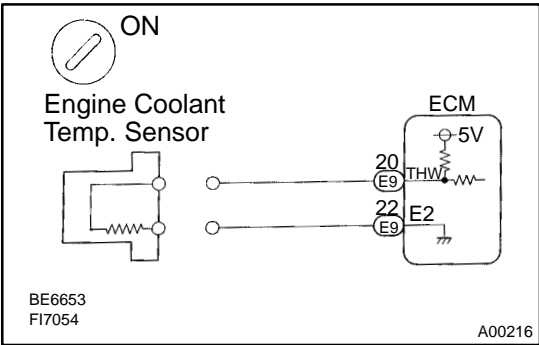 ON
Engine Coolant
Temp. Sensor
ECM
5V
20
E9
THW
22
E9
E2
BE6653
FI7054
A00216